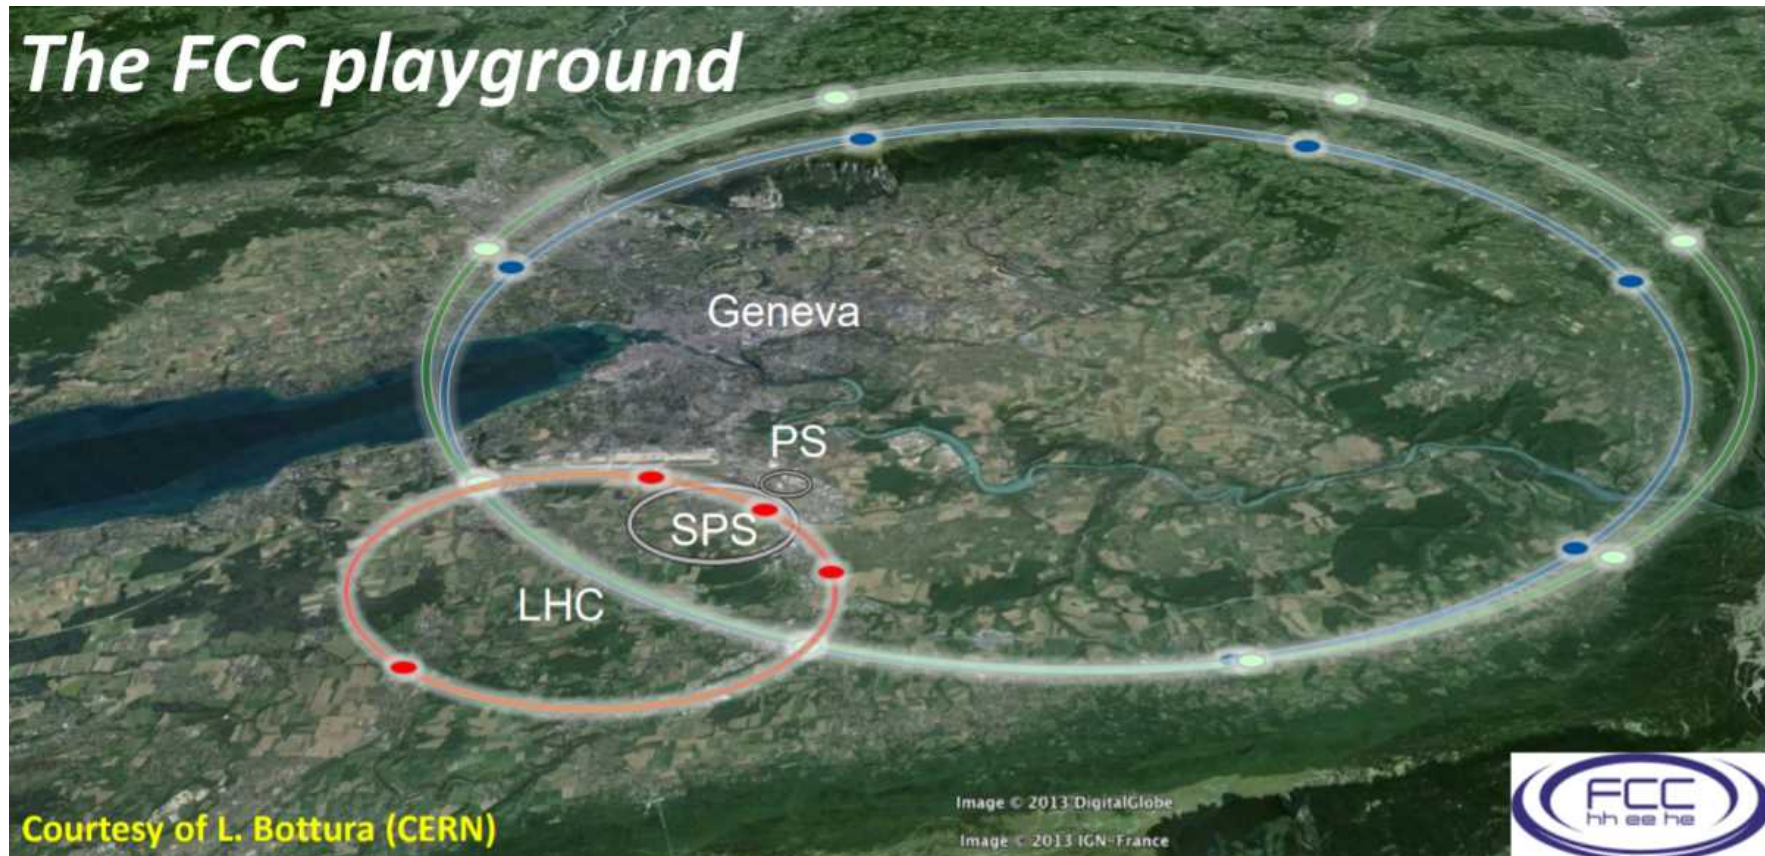 The FCC playground
Geneva
PS
SPS
LHC
Image © 2013 DigitalGlobe
Image © 2013 IGN-France
Courtesy of L. Bottura (CERN)
FCC
hh ee he